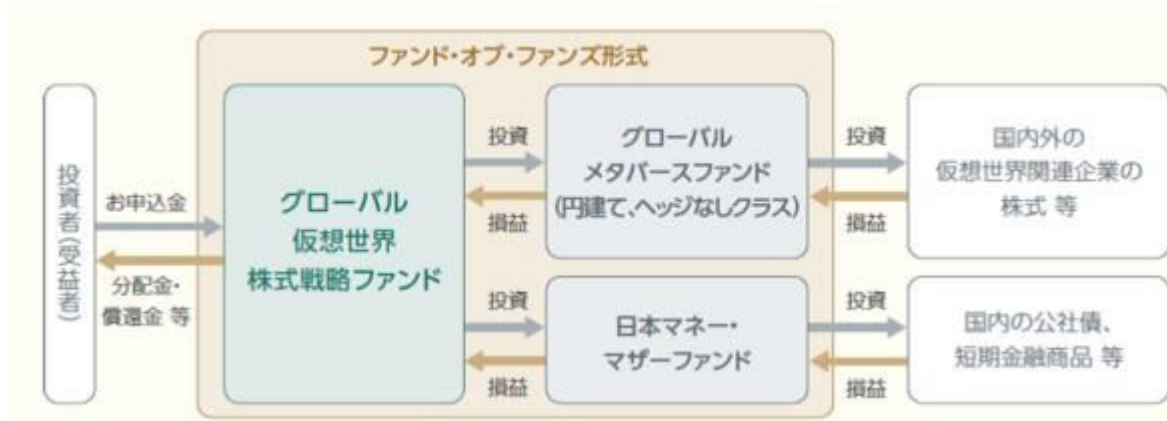 ファンド・オブ・ファンズ形式
投資者(受益者)
お申込金
分配金・
償還金 等
グローバル
仮想世界
株式戦略ファンド
投資
損益
グローバル
メタバースファンド
(円建て、ヘッジなしクラス)
投資
損益
国内外の
仮想世界関連企業の
株式 等
投資
損益
日本マネー・
マザーファンド
投資
損益
国内の公社債、
短期金融商品 等